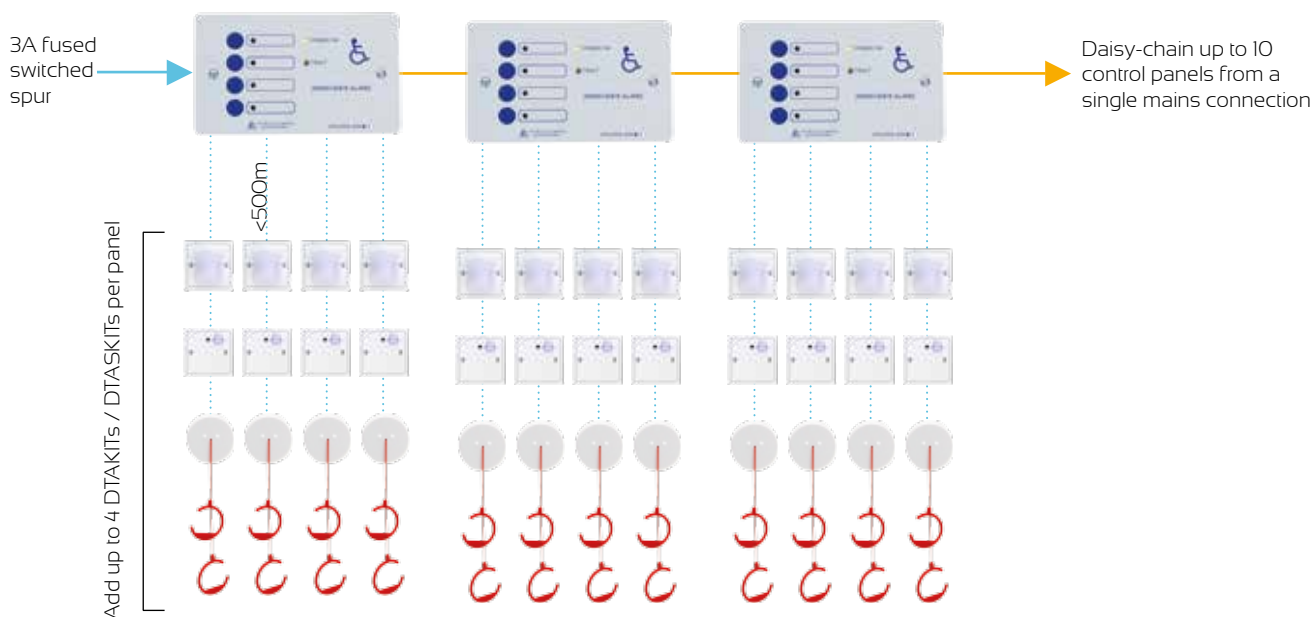 3A fused
switched
spur
Daisy-chain up to 10
control panels from a
single mains connection
<500m
Add up to 4 DTAKITs / DTASKITs per panel